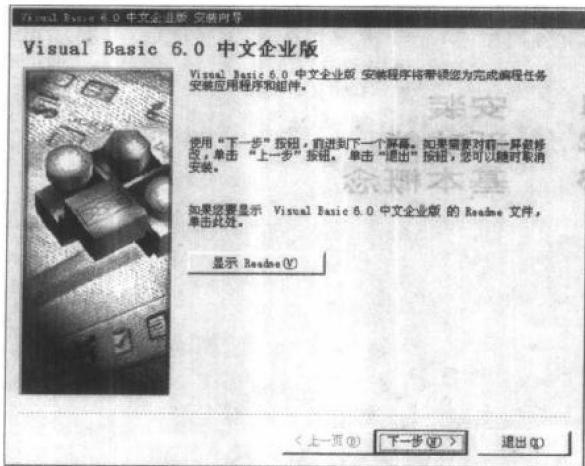 Visual Basic 6.0 中文企业版 安装向导
Visual Basic 6.0 中文企业版
Visual Basic 6.0 中文企业版 安装程序将带领您为完成编程任务
安装应用程序和组件。
使用“下一步”按钮，前进到下一个屏幕。如果需要对前一屏做修
改，单击 “上一步”按钮。 单击“退出”按钮，您可以随时取消
安装。
如果您要显示 Visual Basic 6.0 中文企业版 的 Readme 文件，
单击此处。
显示 Readme(V)
< 上一页(B)
下一步(N) >
退出(X)